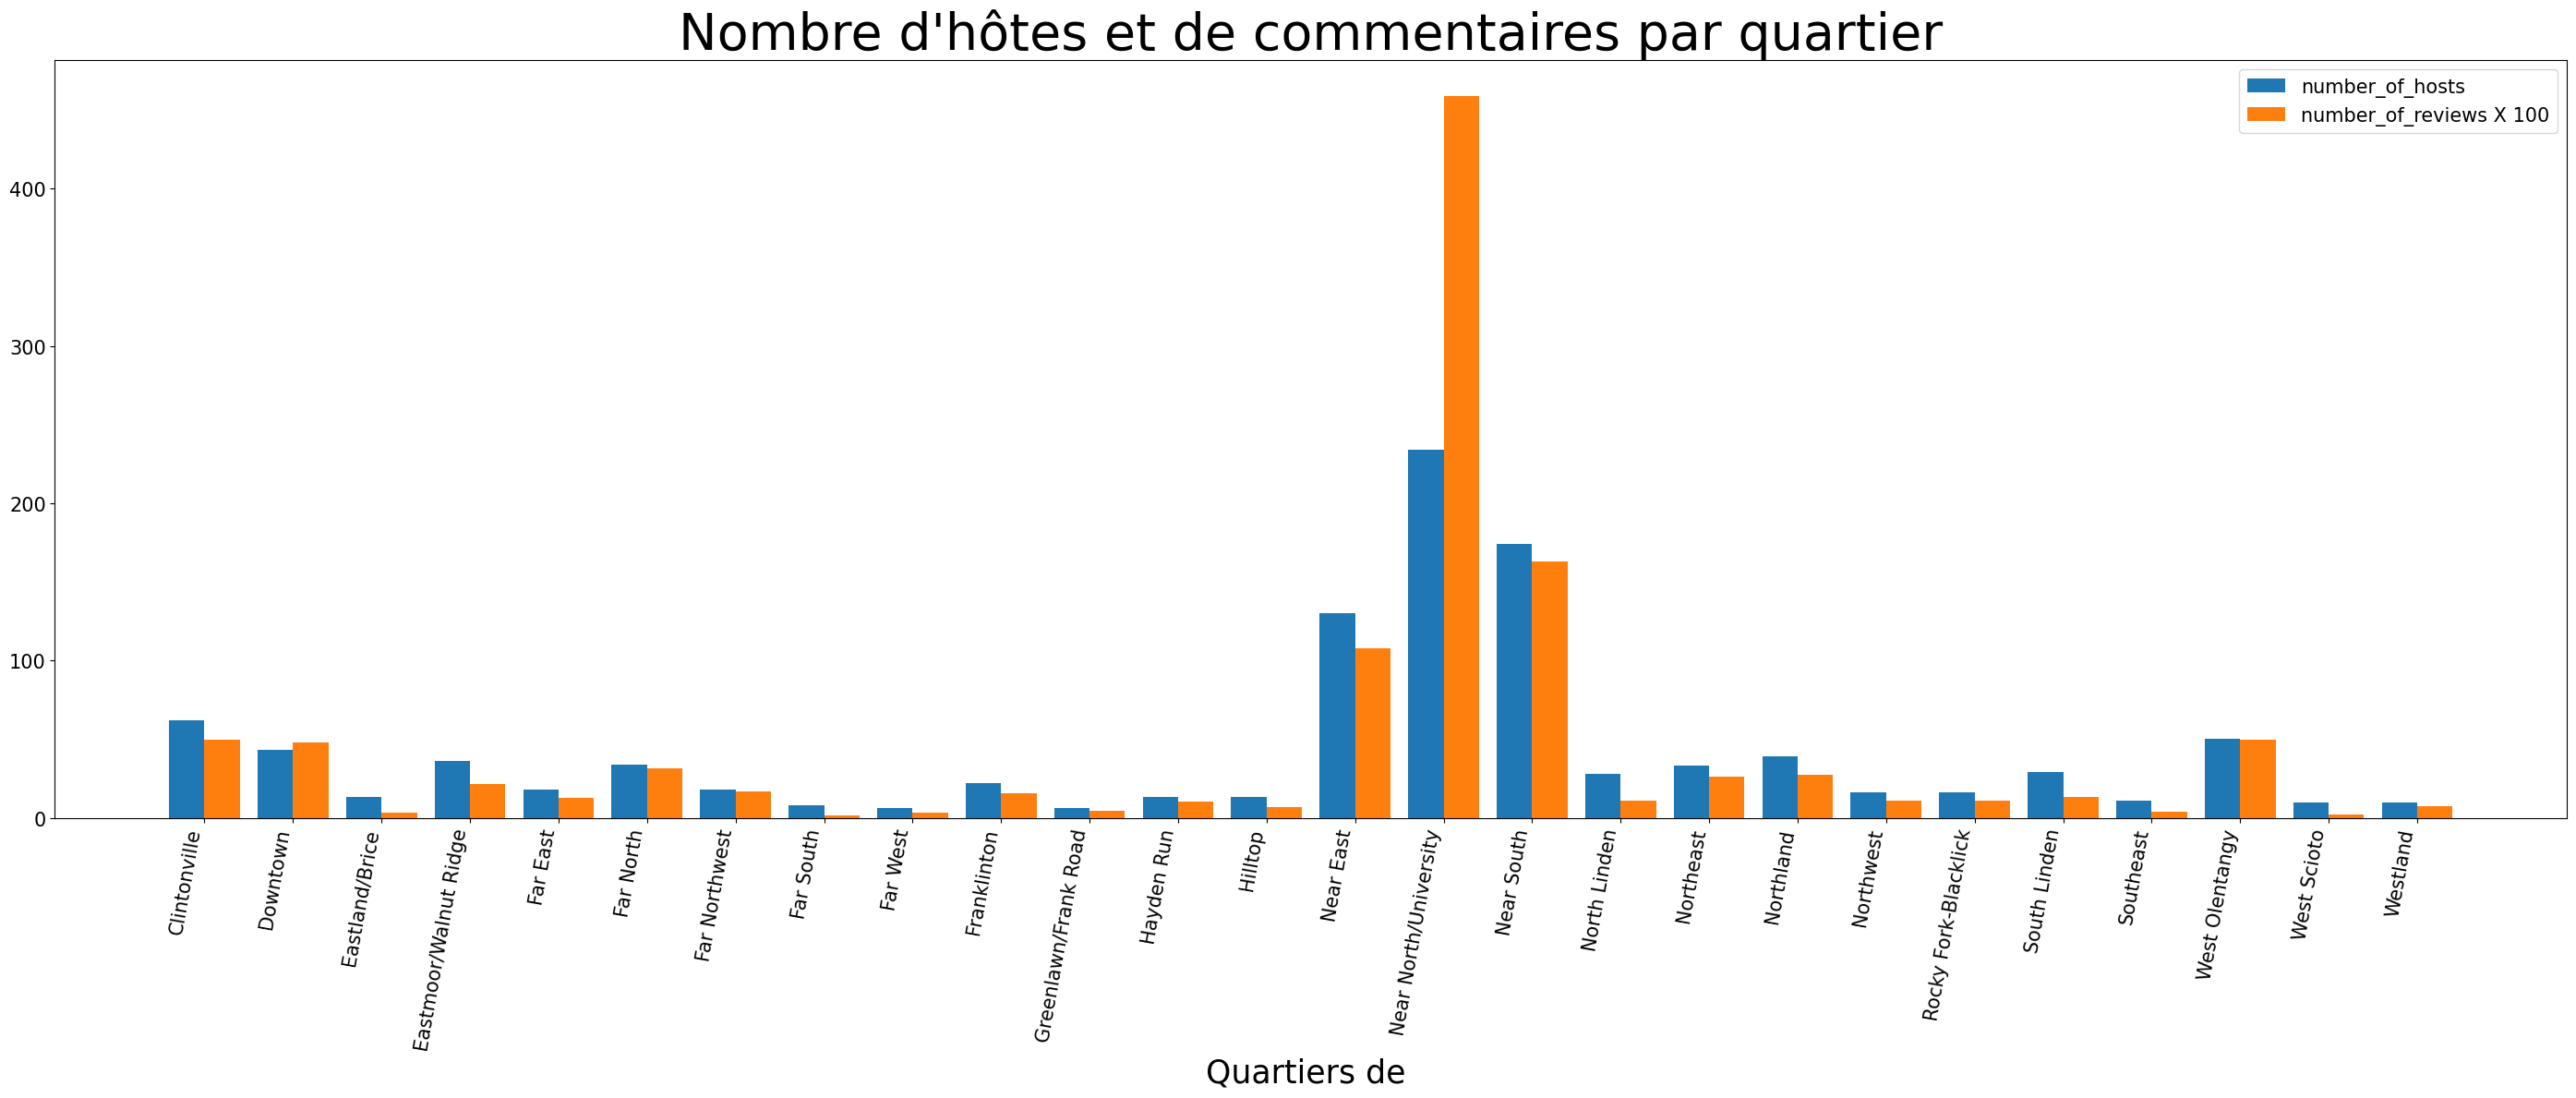 Nombre d'hôtes et de commentaires par quartier
number_of_hosts
number_of_reviews X 100
400
300
200
100
0
Clintonville
Downtown
Eastland/Brice
Eastmoor/Walnut Ridge
Far East
Far North
Far Northwest
Far South
Far West
Franklinton
Greenlawn/Frank Road
Hayden Run
Hilltop
Near East
Near North/University
Near South
North Linden
Northeast
Northland
Northwest
Rocky Fork-Blacklick
South Linden
Southeast
West Olentangy
West Scioto
Westland
Quartiers de